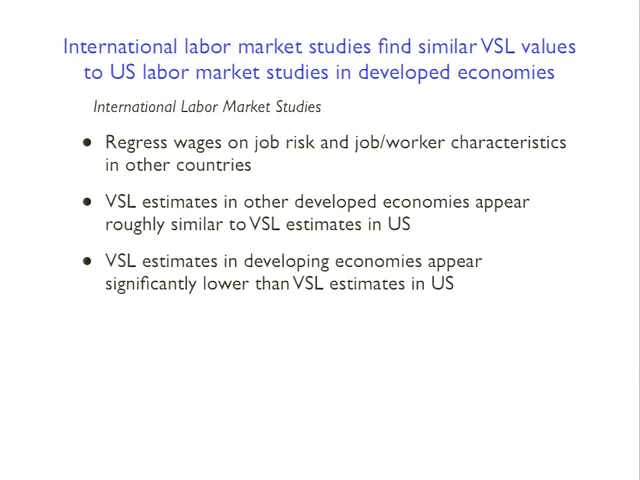 International labor market studies find similar VSL values
to US labor market studies in developed economies
International Labor Market Studies
• Regress wages on job risk and job/worker characteristics
in other countries
• VSL estimates in other developed economies appear
roughly similar to VSL estimates in US
• VSL estimates in developing economies appear
significantly lower than VSL estimates in US